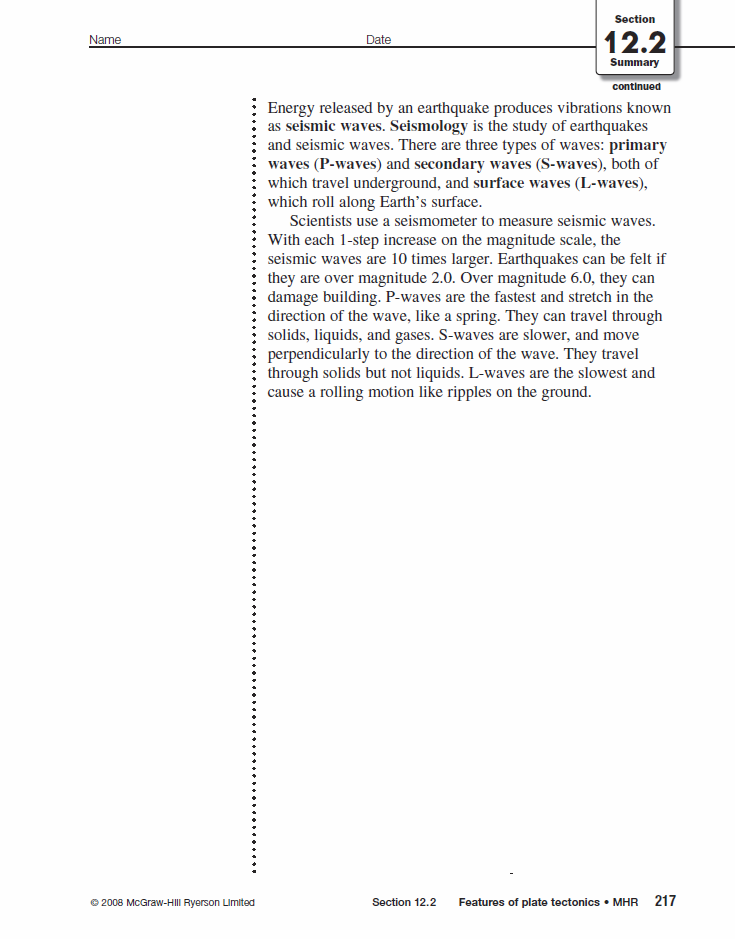 Section
Name Date 12.2
Summary
continued
Energy released by an earthquake produces vibrations known
as seismic waves. Seismology is the study of earthquakes
and seismic waves. There are three types of waves: primary
waves (P-waves) and secondary waves (S-waves), both of
which travel underground, and surface waves (L-waves),
which roll along Earth’s surface.
Scientists use a seismometer to measure seismic waves.
With each 1-step increase on the magnitude scale, the
seismic waves are 10 times larger. Earthquakes can be felt if
they are over magnitude 2.0. Over magnitude 6.0, they can
damage building. P-waves are the fastest and stretch in the
direction of the wave, like a spring. They can travel through
solids, liquids, and gases. S-waves are slower, and move
perpendicularly to the direction of the wave. They travel
through solids but not liquids. L-waves are the slowest and
cause a rolling motion like ripples on the ground.
© 2008 McGraw-Hill Ryerson Limited Section 12.2 Features of plate tectonics • MHR 217